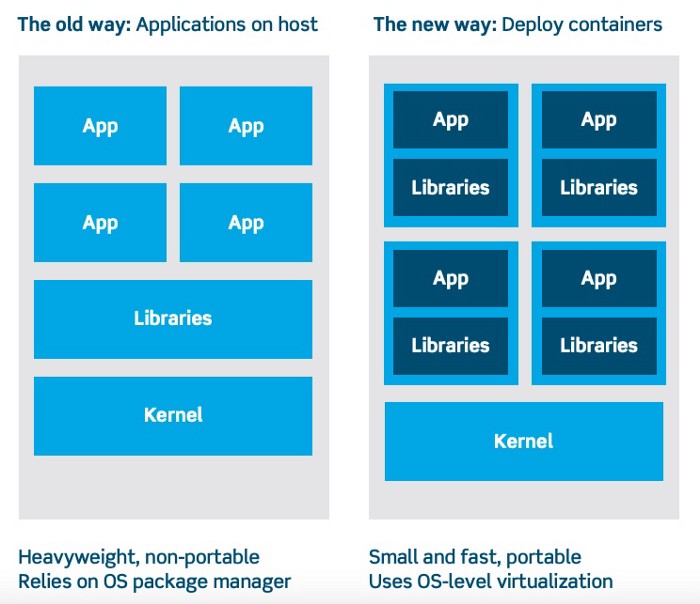 The old way: Applications on host
App App
App App
Libraries
Kernel
Heavyweight, non-portable
Relies on OS package manager
The new way: Deploy containers
App App
Libraries Libraries
App App
Libraries Libraries
Kernel
Small and fast, portable
Uses OS-level virtualization